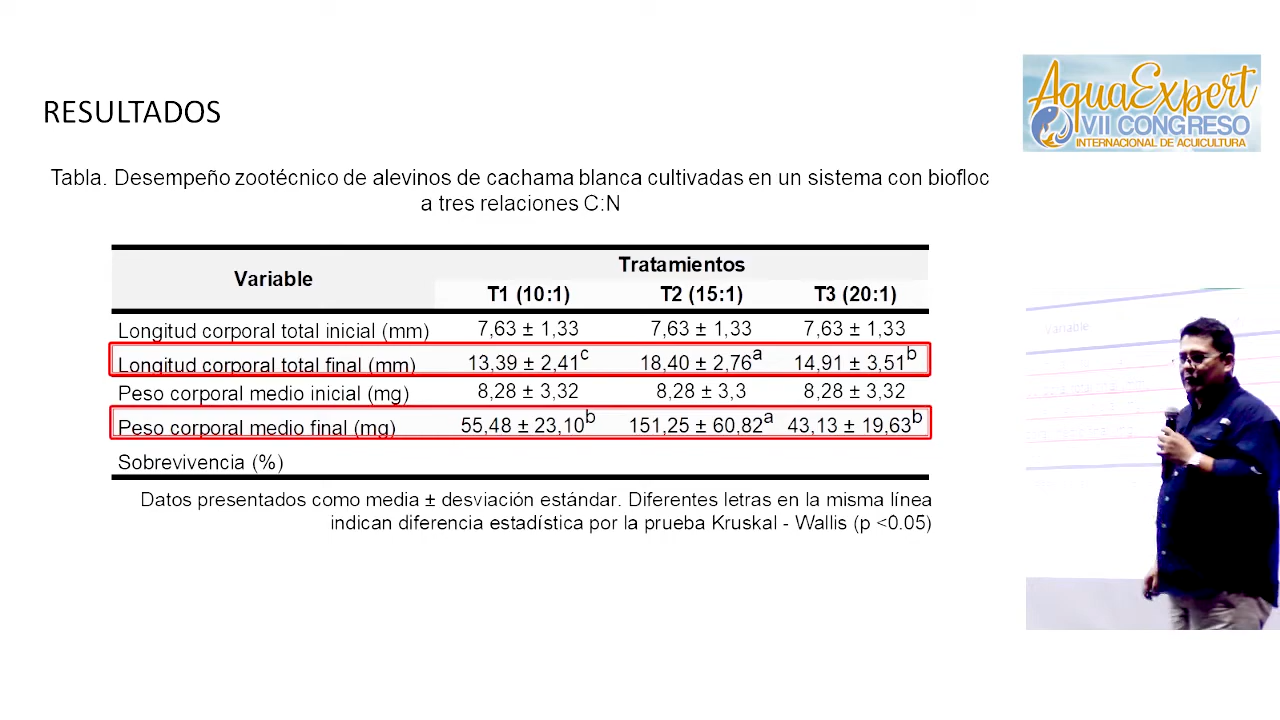 RESULTADOS
AquaExpert
VII CONGRESO
INTERNACIONAL DE ACUICULTURA
Tabla. Desempeño zootécnico de alevinos de cachama blanca cultivadas en un sistema con biofloc
a tres relaciones C:N
Variable
Tratamientos
T1 (10:1) T2 (15:1) T3 (20:1)
Longitud corporal total inicial (mm) 7,63 ± 1,33 7,63 ± 1,33 7,63 ± 1,33
Longitud corporal total final (mm) 13,39 ± 2,41c 18,40 ± 2,76a 14,91 ± 3,51b
Peso corporal medio inicial (mg) 8,28 ± 3,32 8,28 ± 3,3 8,28 ± 3,32
Peso corporal medio final (mg) 55,48 ± 23,10b 151,25 ± 60,82a 43,13 ± 19,63b
Sobrevivencia (%)
Datos presentados como media ± desviación estándar. Diferentes letras en la misma línea
indican diferencia estadística por la prueba Kruskal - Wallis (p <0.05)
Variable